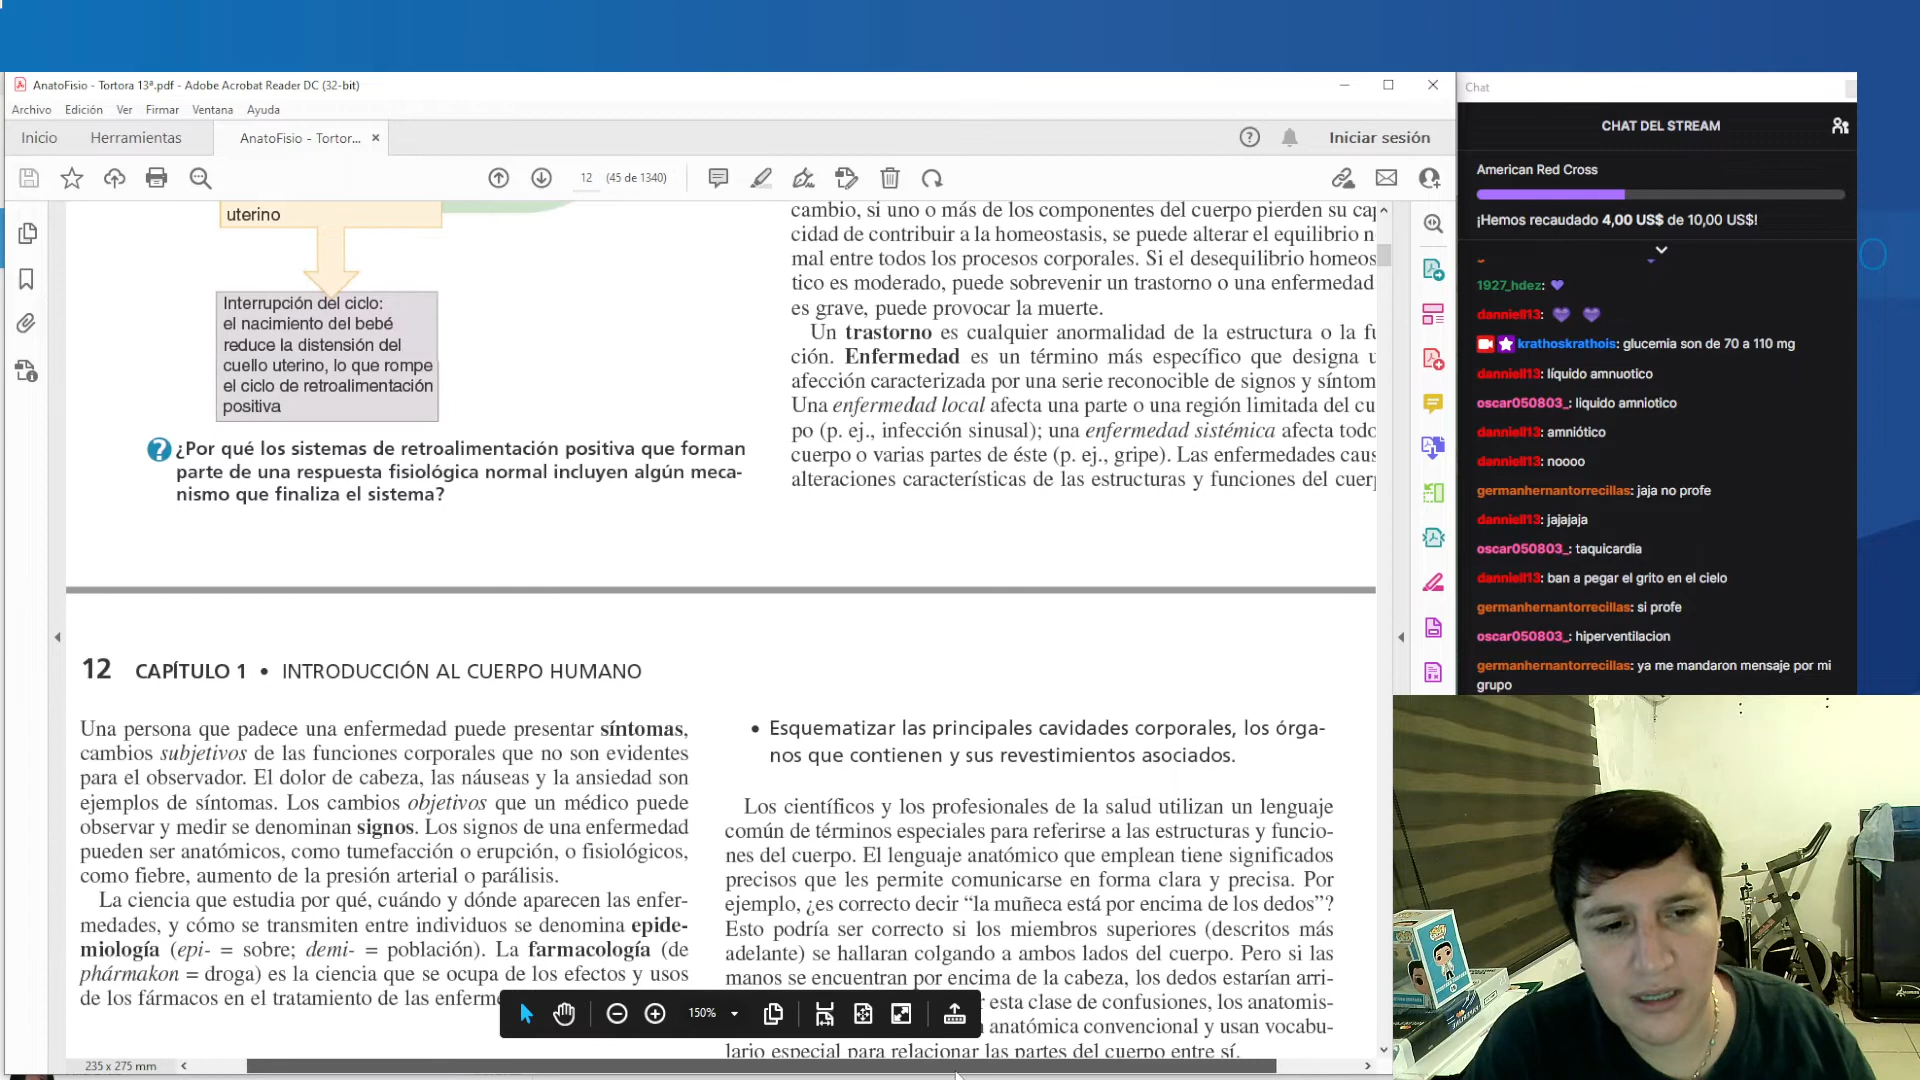 AnatoFisio - Tortora 13ª.pdf - Adobe Acrobat Reader DC (32-bit)
Archivo Edición Ver Firmar Ventana Ayuda
Inicio Herramientas AnatoFisio - Tortor... × Iniciar sesión
12 (45 de 1340)
uterino
Interrupción del ciclo:
el nacimiento del bebé
reduce la distensión del
cuello uterino, lo que rompe
el ciclo de retroalimentación
positiva
¿Por qué los sistemas de retroalimentación positiva que forman
parte de una respuesta fisiológica normal incluyen algún meca-
nismo que finaliza el sistema?
cambio, si uno o más de los componentes del cuerpo pierden su cap
cidad de contribuir a la homeostasis, se puede alterar el equilibrio n
mal entre todos los procesos corporales. Si el desequilibrio homeos
tico es moderado, puede sobrevenir un trastorno o una enfermedad
es grave, puede provocar la muerte.
Un trastorno es cualquier anormalidad de la estructura o la fu
ción. Enfermedad es un término más específico que designa u
afección caracterizada por una serie reconocible de signos y síntom
Una enfermedad local afecta una parte o una región limitada del cu
po (p. ej., infección sinusal); una enfermedad sistémica afecta todo
cuerpo o varias partes de éste (p. ej., gripe). Las enfermedades caus
alteraciones características de las estructuras y funciones del cuerp
12 CAPÍTULO 1 • INTRODUCCIÓN AL CUERPO HUMANO
Una persona que padece una enfermedad puede presentar síntomas,
cambios subjetivos de las funciones corporales que no son evidentes
para el observador. El dolor de cabeza, las náuseas y la ansiedad son
ejemplos de síntomas. Los cambios objetivos que un médico puede
observar y medir se denominan signos. Los signos de una enfermedad
pueden ser anatómicos, como tumefacción o erupción, o fisiológicos,
como fiebre, aumento de la presión arterial o parálisis.
La ciencia que estudia por qué, cuándo y dónde aparecen las enfer-
medades, y cómo se transmiten entre individuos se denomina epide-
miología (epi- = sobre; demi- = población). La farmacología (de
phármakon = droga) es la ciencia que se ocupa de los efectos y usos
de los fármacos en el tratamiento de las enferme
• Esquematizar las principales cavidades corporales, los órga-
nos que contienen y sus revestimientos asociados.
Los científicos y los profesionales de la salud utilizan un lenguaje
común de términos especiales para referirse a las estructuras y funcio-
nes del cuerpo. El lenguaje anatómico que emplean tiene significados
precisos que les permite comunicarse en forma clara y precisa. Por
ejemplo, ¿es correcto decir “la muñeca está por encima de los dedos”?
Esto podría ser correcto si los miembros superiores (descritos más
adelante) se hallaran colgando a ambos lados del cuerpo. Pero si las
manos se encuentran por encima de la cabeza, los dedos estarían arri-
esta clase de confusiones, los anatomis-
anatómica convencional y usan vocabu-
lario especial para relacionar las partes del cuerpo entre sí.
150%
235 x 275 mm
Chat
CHAT DEL STREAM
American Red Cross
¡Hemos recaudado 4,00 US$ de 10,00 US$!
1927_hdez: 
danniell13:
krathoskrathois: glucemia son de 70 a 110 mg
danniell13: líquido amnuotico
oscar050803_: liquido amniotico
danniell13: amniótico
danniell13: noooo
germanhernantorrecillas: jaja no profe
danniell13: jajajaja
oscar050803_: taquicardia
danniell13: ban a pegar el grito en el cielo
germanhernantorrecillas: si profe
oscar050803_: hiperventilacion
germanhernantorrecillas: ya me mandaron mensaje por mi
grupo